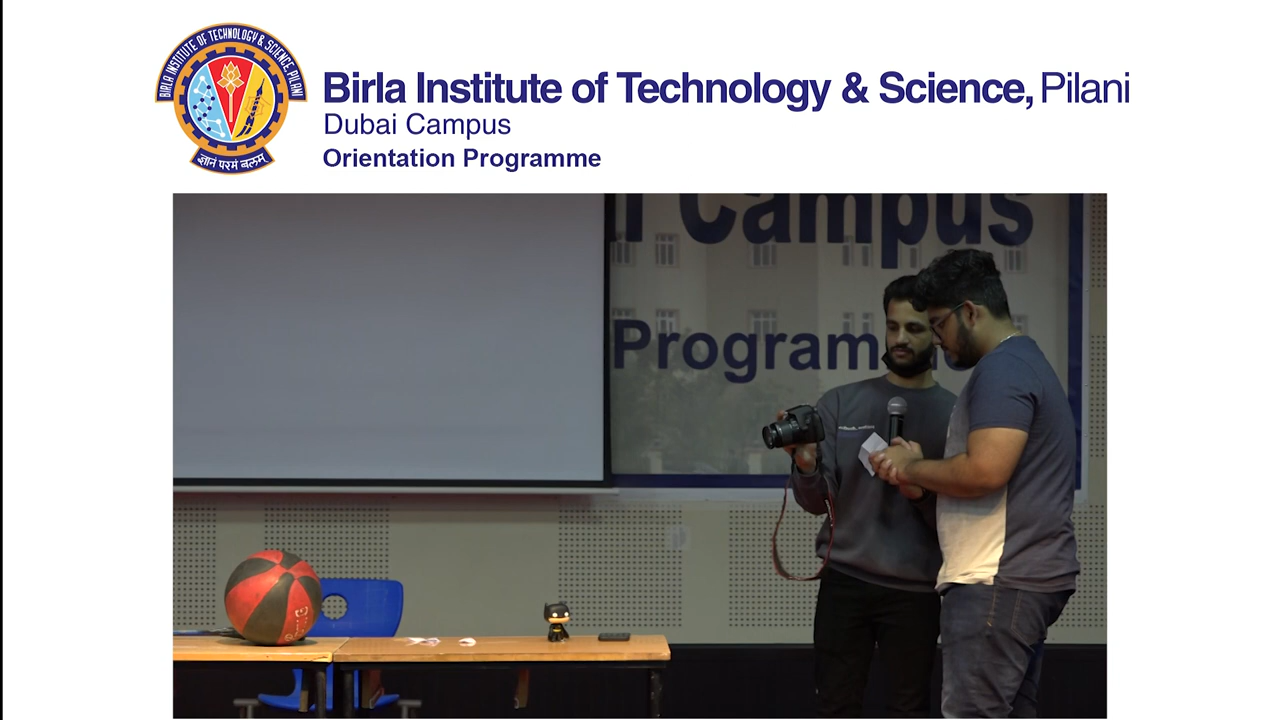 BIRLA INSTITUTE OF TECHNOLOGY & SCIENCE PILANI
ज्ञानं परमं बलम्
Birla Institute of Technology & Science, Pilani
Dubai Campus
Orientation Programme
Campus
Program